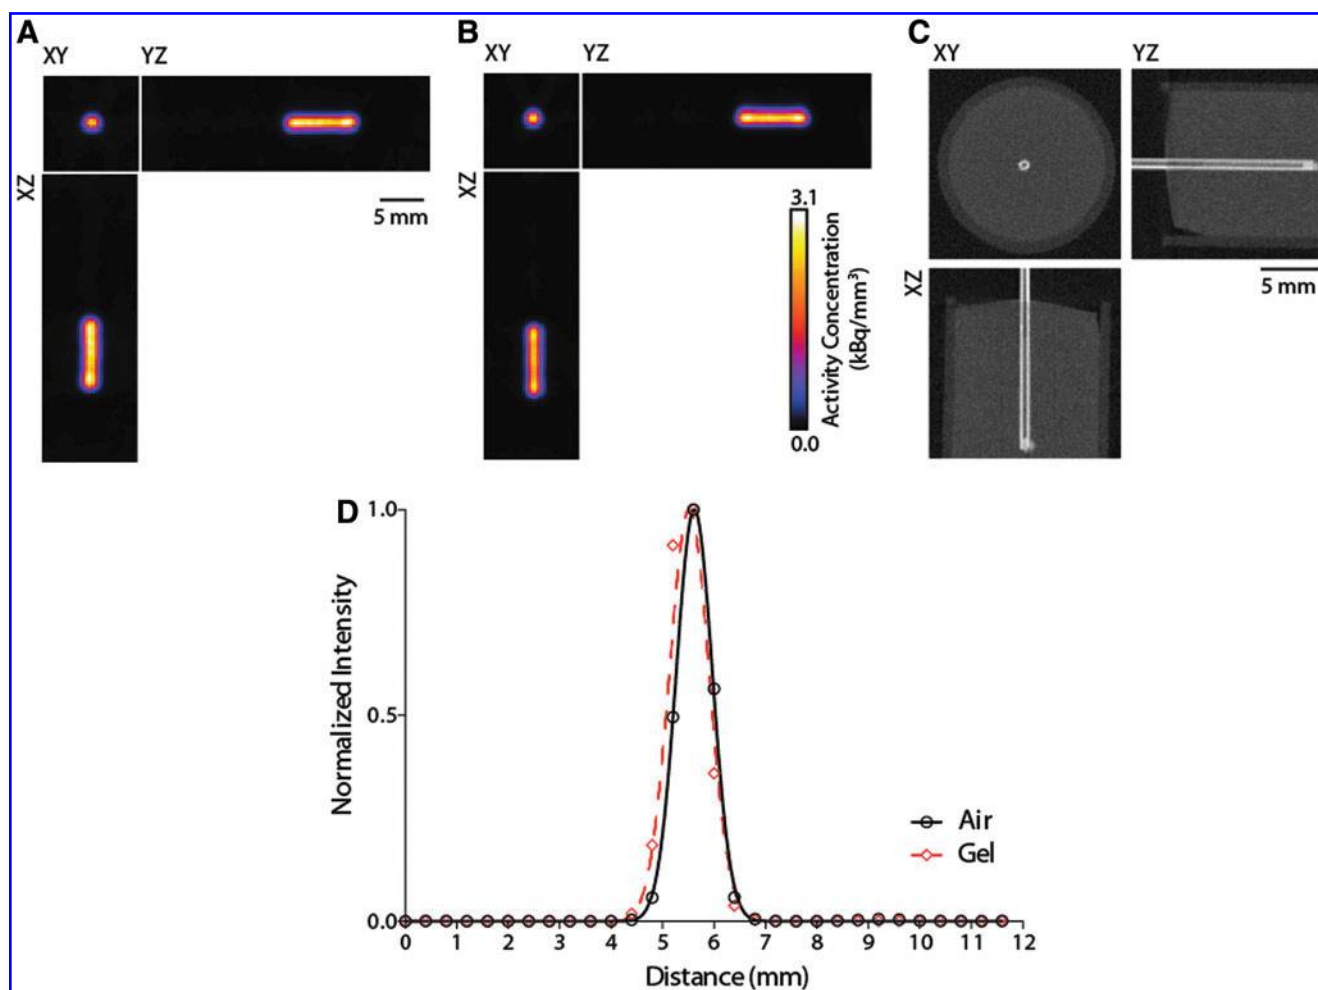 A
B
C
XY YZ
XY YZ
XY YZ
XZ
5 mm
XZ
3.1
0.0
Activity Concentration
(kBq/mm³)
XZ
5 mm
D
1.0
0.5
0.0
Normalized Intensity
Air
Gel
0 1 2 3 4 5 6 7 8 9 10 11 12
Distance (mm)